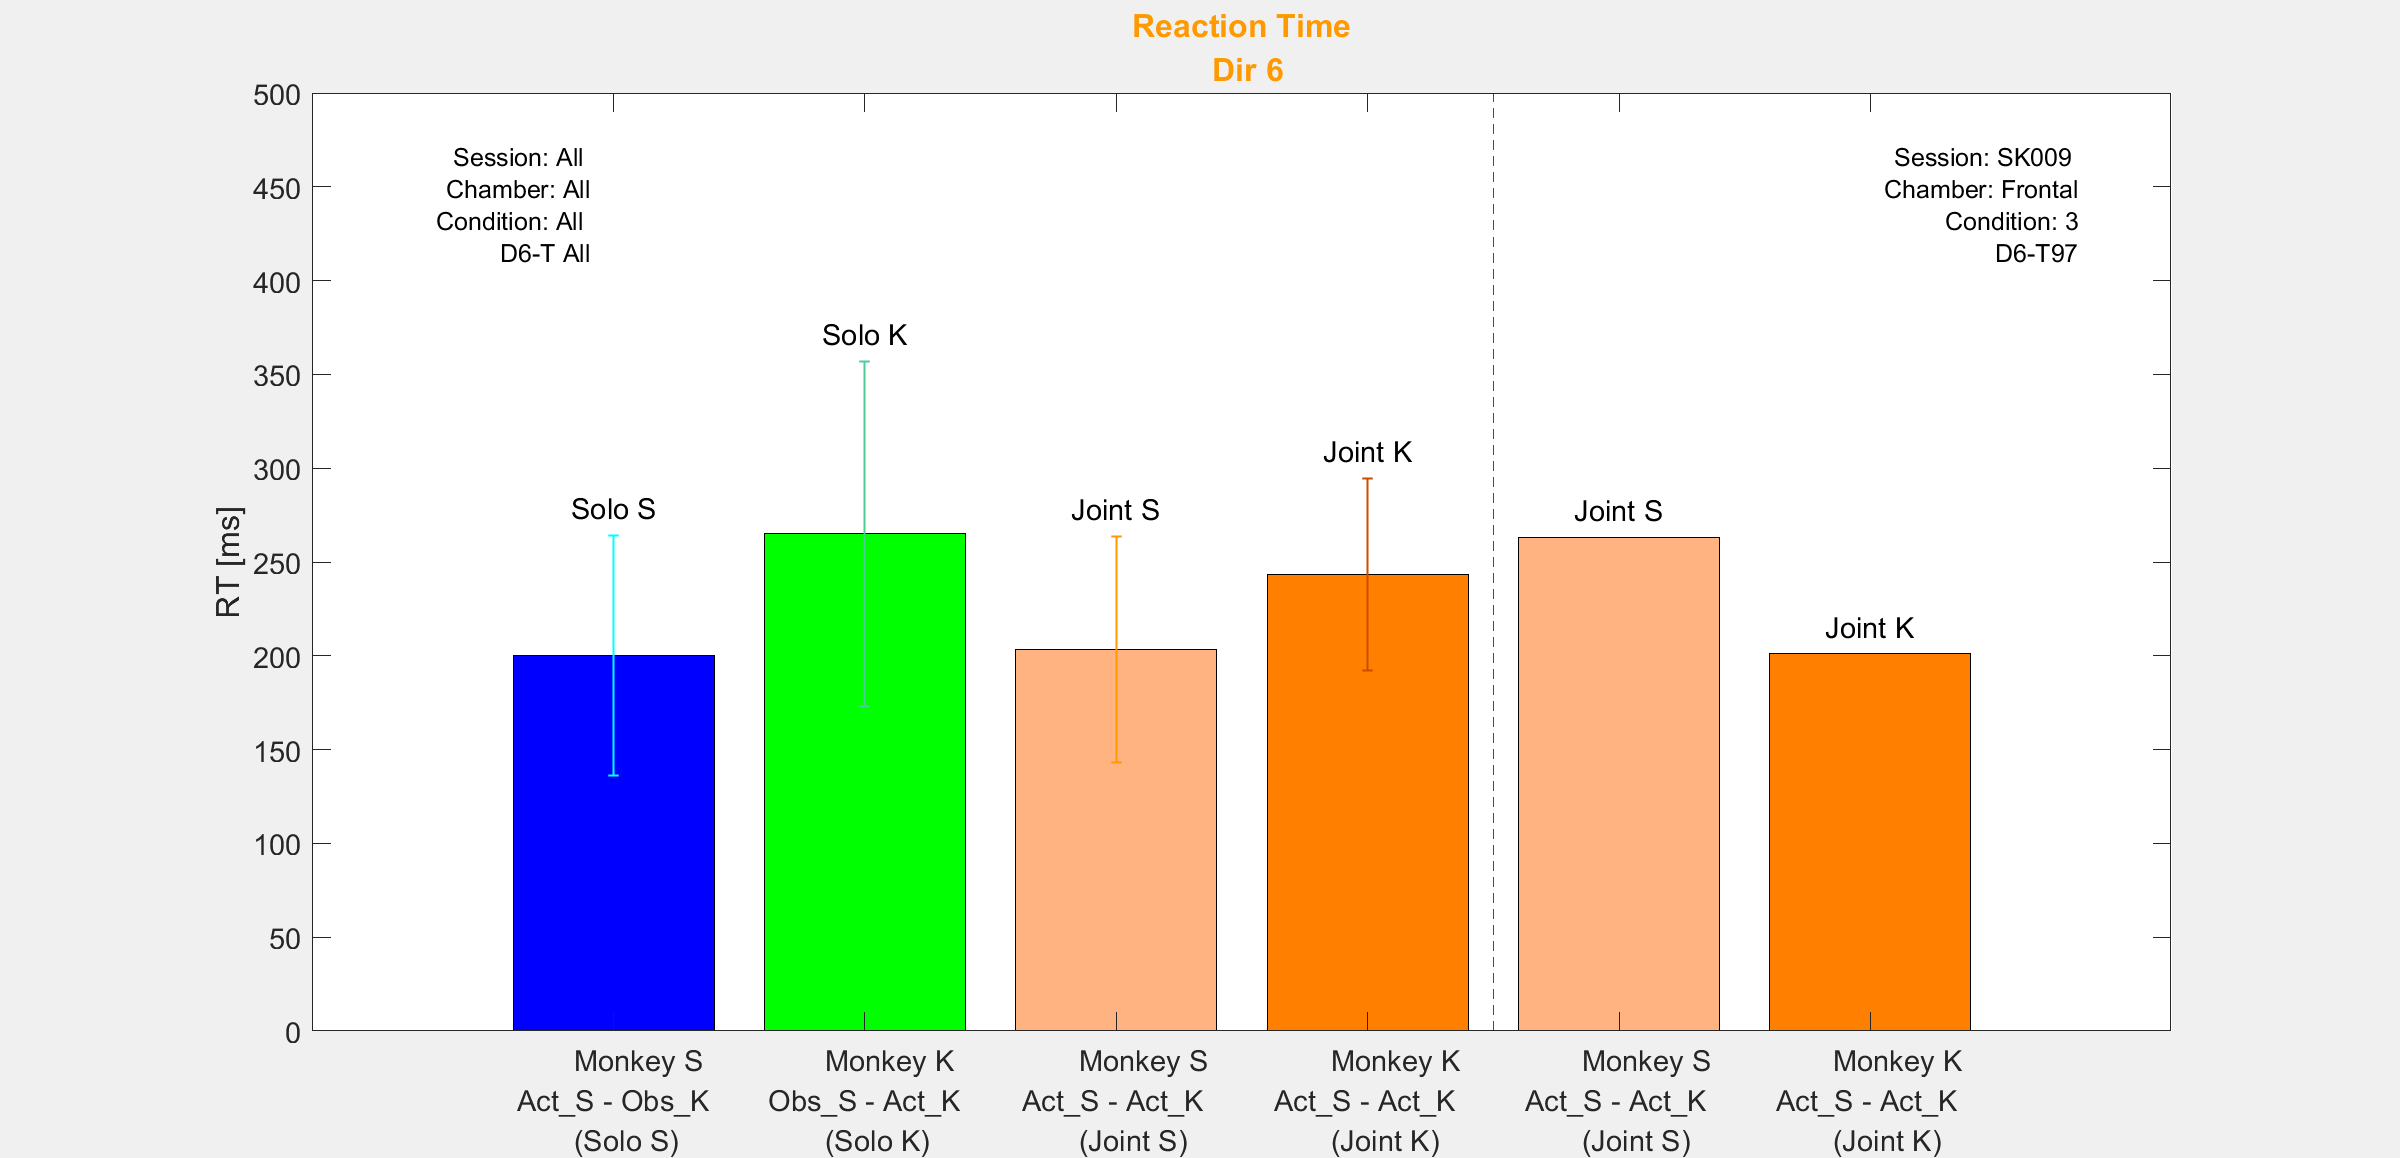 Reaction Time
Dir 6
500
450
400
350
300
250
200
150
100
50
0
RT [ms]
Session: All
Chamber: All
Condition: All
D6-T All
Session: SK009
Chamber: Frontal
Condition: 3
D6-T97
Solo S
Solo K
Joint S
Joint K
Joint S
Joint K
Monkey S
Act_S - Obs_K
(Solo S)
Monkey K
Obs_S - Act_K
(Solo K)
Monkey S
Act_S - Act_K
(Joint S)
Monkey K
Act_S - Act_K
(Joint K)
Monkey S
Act_S - Act_K
(Joint S)
Monkey K
Act_S - Act_K
(Joint K)